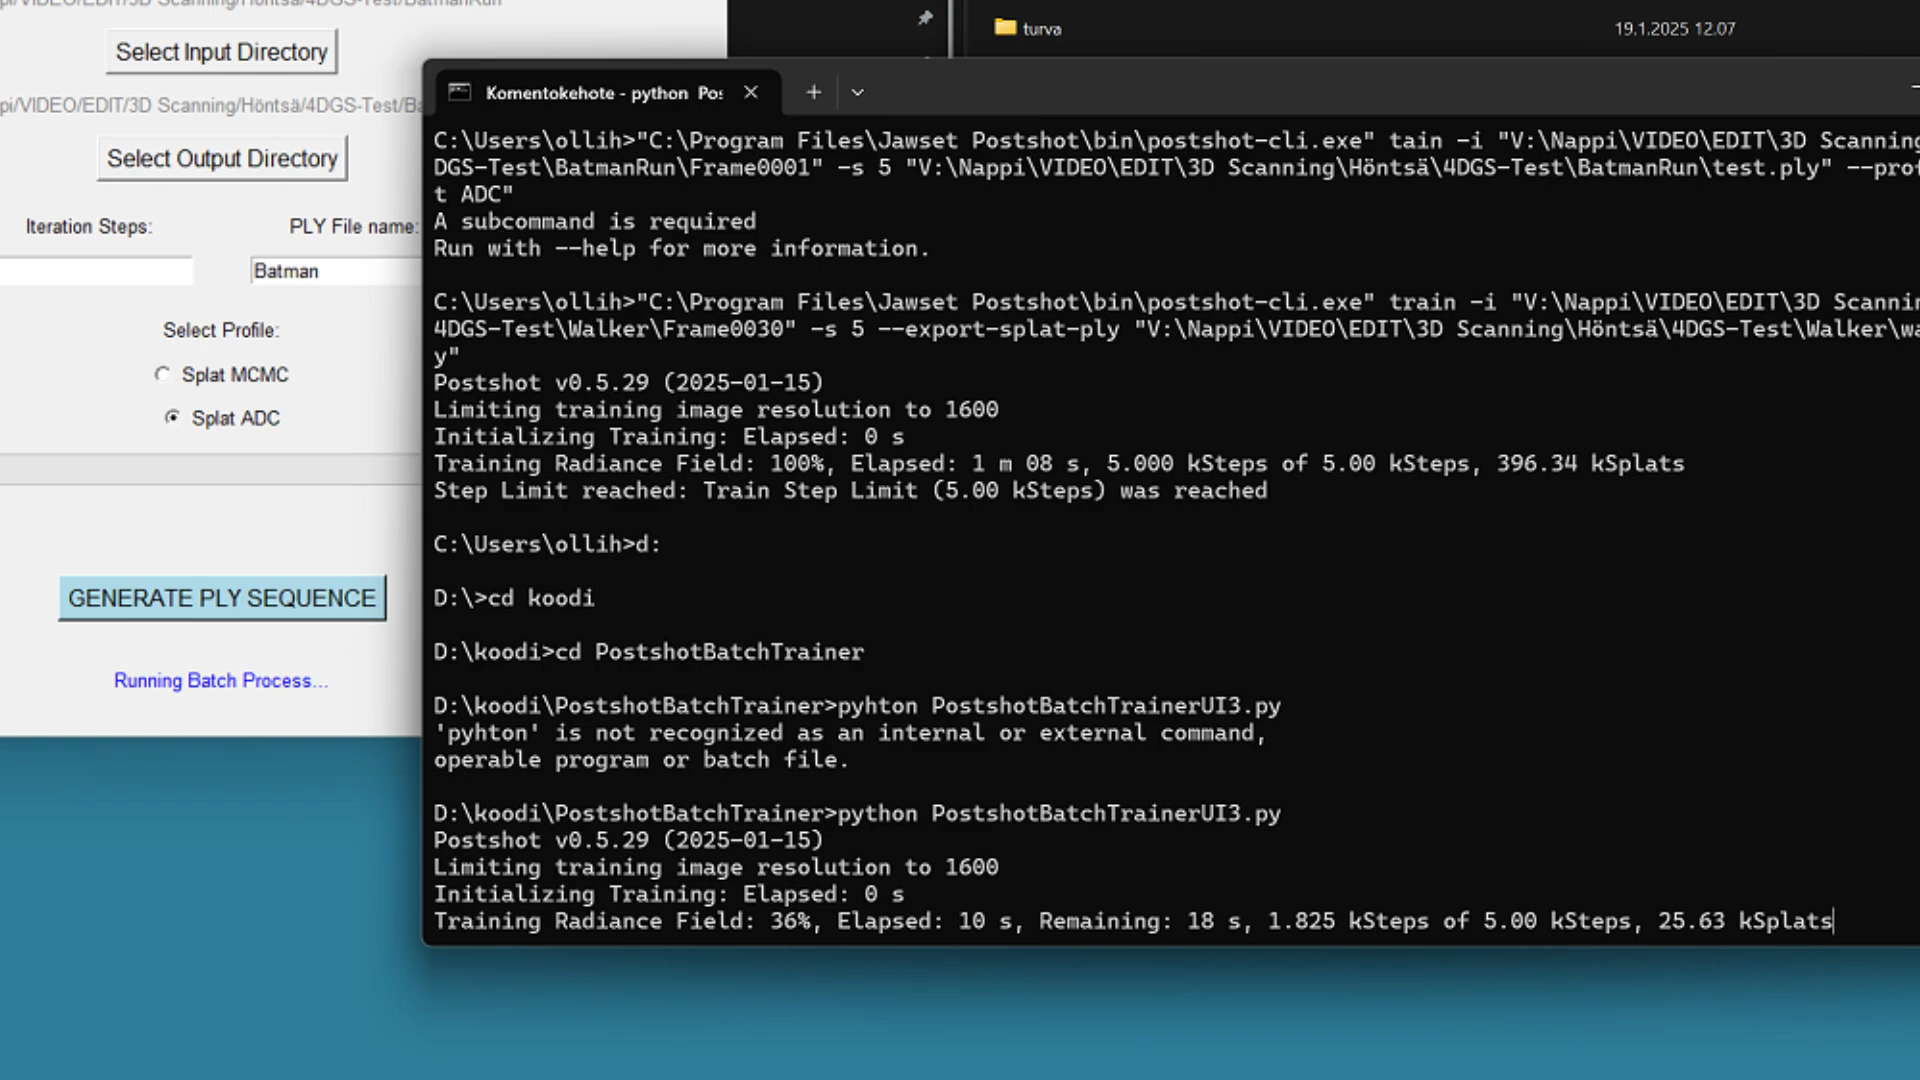 pi/VIDEO/EDIT/3D Scanning/Höntsä/4DGS-Test/BatmanRun
Select Input Directory
pi/VIDEO/EDIT/3D Scanning/Höntsä/4DGS-Test/Ba
Select Output Directory
Iteration Steps:
PLY File name:
Batman
Select Profile:
Splat MCMC
Splat ADC
GENERATE PLY SEQUENCE
Running Batch Process...
turva
19.1.2025 12.07
Komentokehote - python Pos
C:\Users\ollih>"C:\Program Files\Jawset Postshot\bin\postshot-cli.exe" tain -i "V:\Nappi\VIDEO\EDIT\3D Scanning
DGS-Test\BatmanRun\Frame0001" -s 5 "V:\Nappi\VIDEO\EDIT\3D Scanning\Höntsä\4DGS-Test\BatmanRun\test.ply" --prof
t ADC"
A subcommand is required
Run with --help for more information.
C:\Users\ollih>"C:\Program Files\Jawset Postshot\bin\postshot-cli.exe" train -i "V:\Nappi\VIDEO\EDIT\3D Scannin
4DGS-Test\Walker\Frame0030" -s 5 --export-splat-ply "V:\Nappi\VIDEO\EDIT\3D Scanning\Höntsä\4DGS-Test\Walker\wa
y"
Postshot v0.5.29 (2025-01-15)
Limiting training image resolution to 1600
Initializing Training: Elapsed: 0 s
Training Radiance Field: 100%, Elapsed: 1 m 08 s, 5.000 kSteps of 5.00 kSteps, 396.34 kSplats
Step Limit reached: Train Step Limit (5.00 kSteps) was reached
C:\Users\ollih>d:
D:\>cd koodi
D:\koodi>cd PostshotBatchTrainer
D:\koodi\PostshotBatchTrainer>pyhton PostshotBatchTrainerUI3.py
'pyhton' is not recognized as an internal or external command,
operable program or batch file.
D:\koodi\PostshotBatchTrainer>python PostshotBatchTrainerUI3.py
Postshot v0.5.29 (2025-01-15)
Limiting training image resolution to 1600
Initializing Training: Elapsed: 0 s
Training Radiance Field: 36%, Elapsed: 10 s, Remaining: 18 s, 1.825 kSteps of 5.00 kSteps, 25.63 kSplats